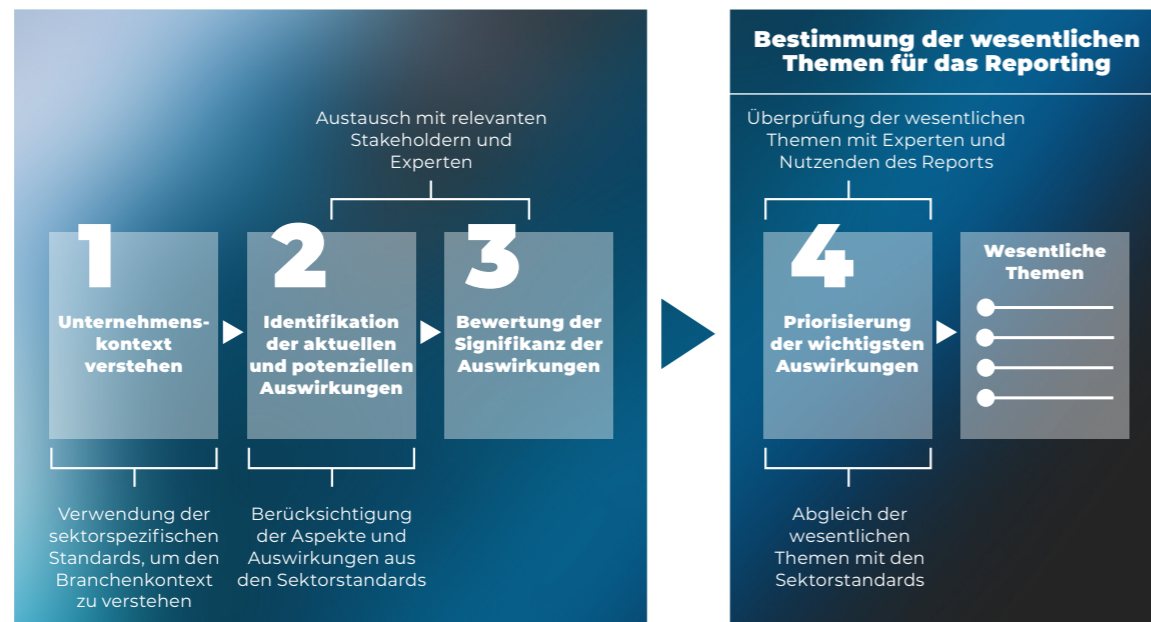 Bestimmung der wesentlichen
Themen für das Reporting
Austausch mit relevanten
Stakeholdern und
Experten
Überprüfung der wesentlichen
Themen mit Experten und
Nutzenden des Reports
1
Unternehmens-
kontext
verstehen
2
Identifikation
der aktuellen
und potenziellen
Auswirkungen
3
Bewertung der
Signifikanz der
Auswirkungen
4
Priorisierung
der wichtigsten
Auswirkungen
Wesentliche
Themen
Verwendung der
sektorspezifischen
Standards, um den
Branchenkontext
zu verstehen
Berücksichtigung
der Aspekte und
Auswirkungen aus
den Sektorstandards
Abgleich der
wesentlichen
Themen mit den
Sektorstandards